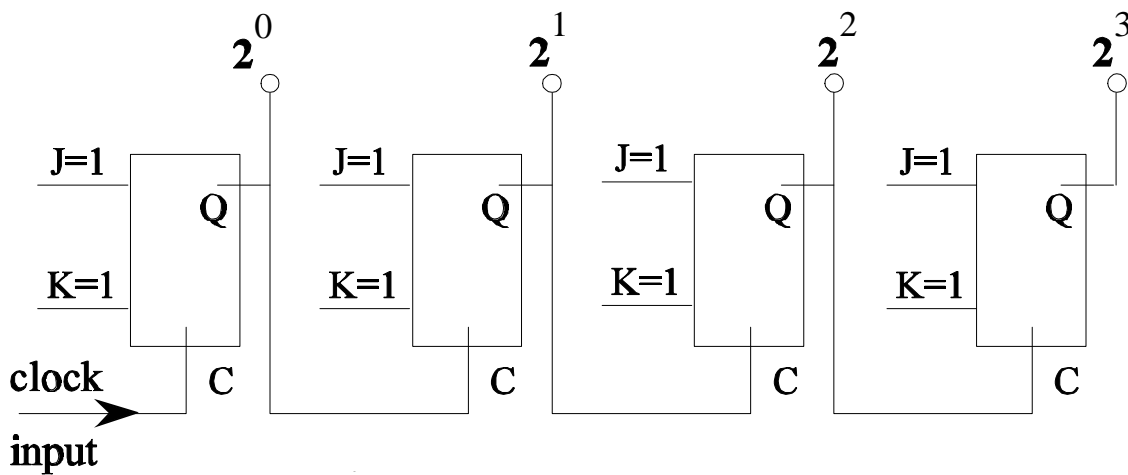 2^0 2^1 2^2 2^3
J=1 J=1 J=1 J=1
Q Q Q Q
K=1 K=1 K=1 K=1
clock C C C C
input